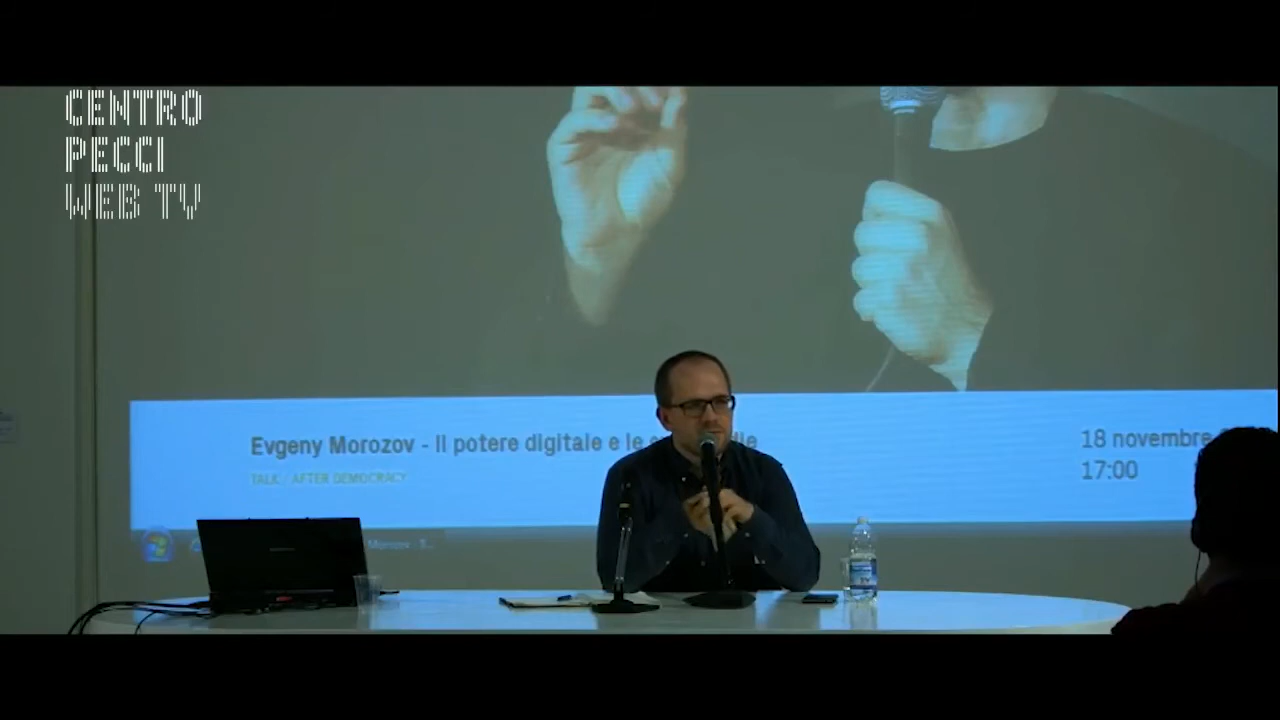 CENTRO
PECCI
WEB TV
Evgeny Morozov - Il potere digitale e le
18 novembre
TALK / AFTER DEMOCRACY
17:00